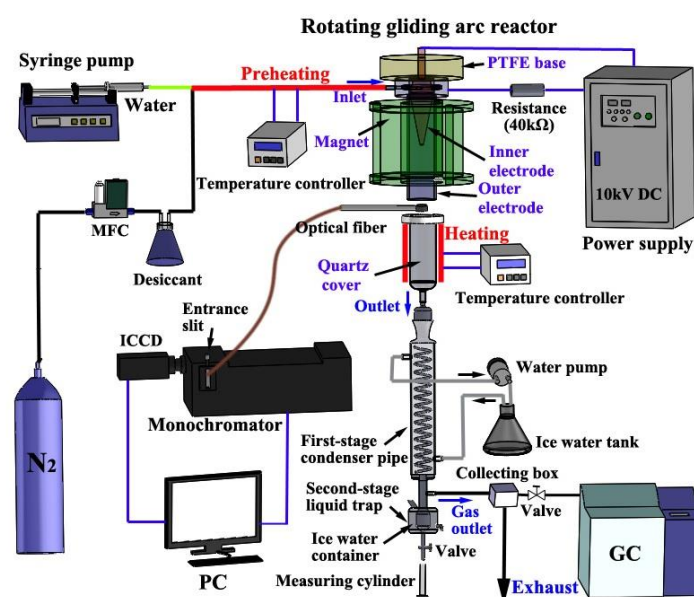 Rotating gliding arc reactor
Syringe pump
Water
Preheating
Inlet
PTFE base
Resistance
(40kΩ)
Magnet
Inner
electrode
Outer
electrode
Temperature controller
10kV DC
Power supply
MFC
Desiccant
Optical fiber
Heating
Quartz
cover
Temperature controller
Outlet
Entrance
slit
ICCD
Monochromator
Water pump
Ice water tank
First-stage
condenser pipe
N2
Collecting box
Second-stage
liquid trap
Gas
outlet
Valve
Ice water
container
Valve
GC
PC
Measuring cylinder
Exhaust